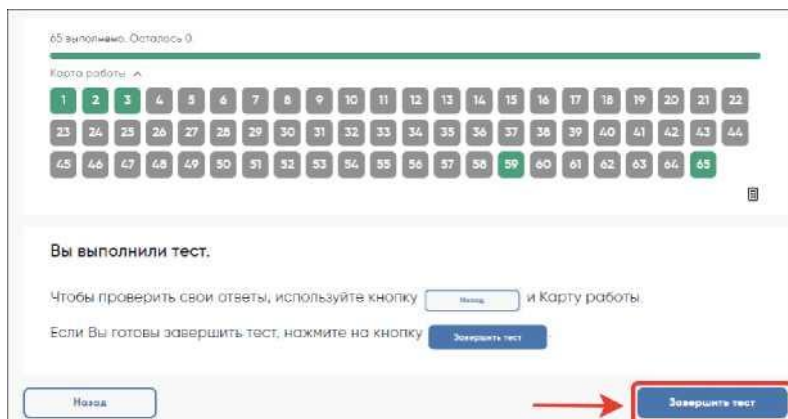 65 выполнено. Осталось 0.
Карта работы
1 2 3 4 5 6 7 8 9 10 11 12 13 14 15 16 17 18 19 20 21 22
23 24 25 26 27 28 29 30 31 32 33 34 35 36 37 38 39 40 41 42 43 44
45 46 47 48 49 50 51 52 53 54 55 56 57 58 59 60 61 62 63 64 65
Вы выполнили тест.
Чтобы проверить свои ответы, используйте кнопку Назад и Карту работы.
Если Вы готовы завершить тест, нажмите на кнопку Завершить тест
Назад Завершить тест